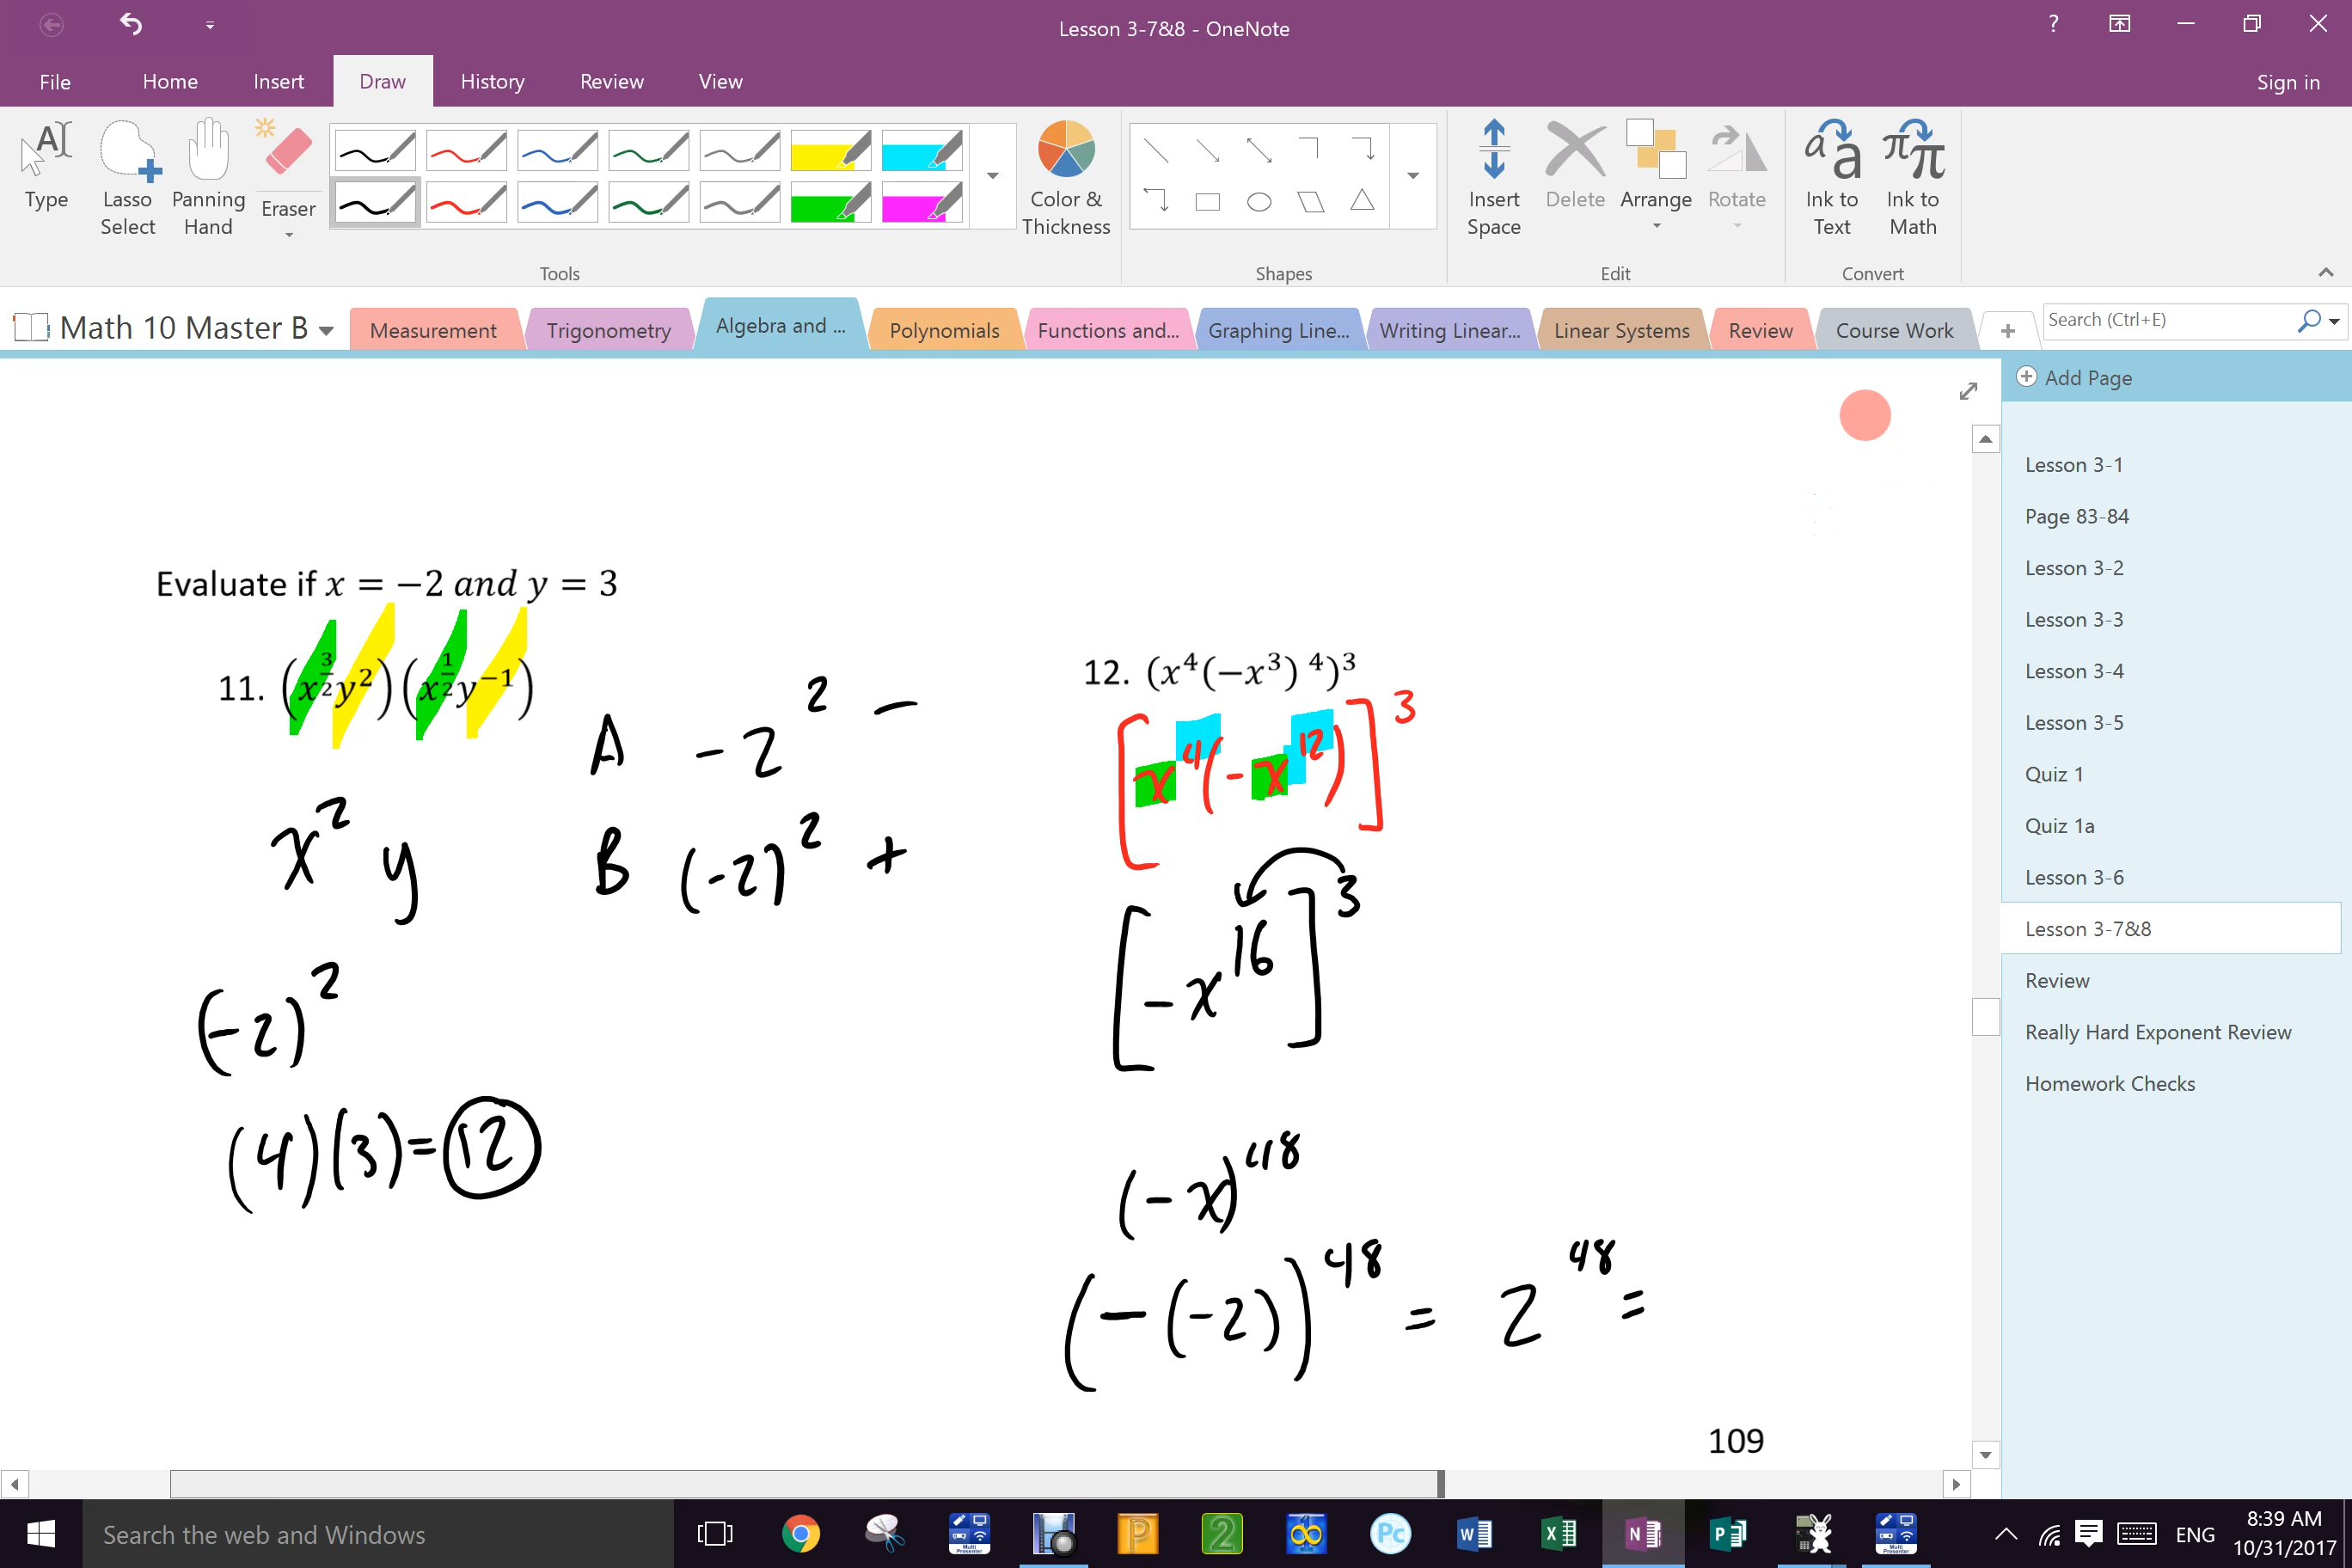 Lesson 3-7&8 - OneNote
?
File Home Insert Draw History Review View Sign in
Type
Lasso Select
Panning Hand
Eraser
Color & Thickness
Insert Space
Delete
Arrange
Rotate
Ink to Text
Ink to Math
Tools Shapes Edit Convert
Math 10 Master B
Measurement Trigonometry Algebra and ... Polynomials Functions and... Graphing Line... Writing Linear... Linear Systems Review Course Work +
Search (Ctrl+E)
Add Page
Lesson 3-1
Page 83-84
Lesson 3-2
Lesson 3-3
Lesson 3-4
Lesson 3-5
Quiz 1
Quiz 1a
Lesson 3-6
Lesson 3-7&8
Review
Really Hard Exponent Review
Homework Checks
Evaluate if x = −2 and y = 3
11. (x^{3/2}y²)(x^{1/2}y⁻¹)
A -2² -
B (-2)² +
x² y
(-2)²
(4)(3)=12
12. (x⁴(−x³)⁴)³
[x⁴(-x¹²)]³
[-x¹⁶]³
(-x)⁴⁸
(-(-2))⁴⁸ = 2⁴⁸ =
109
Search the web and Windows
ENG
8:39 AM
10/31/2017